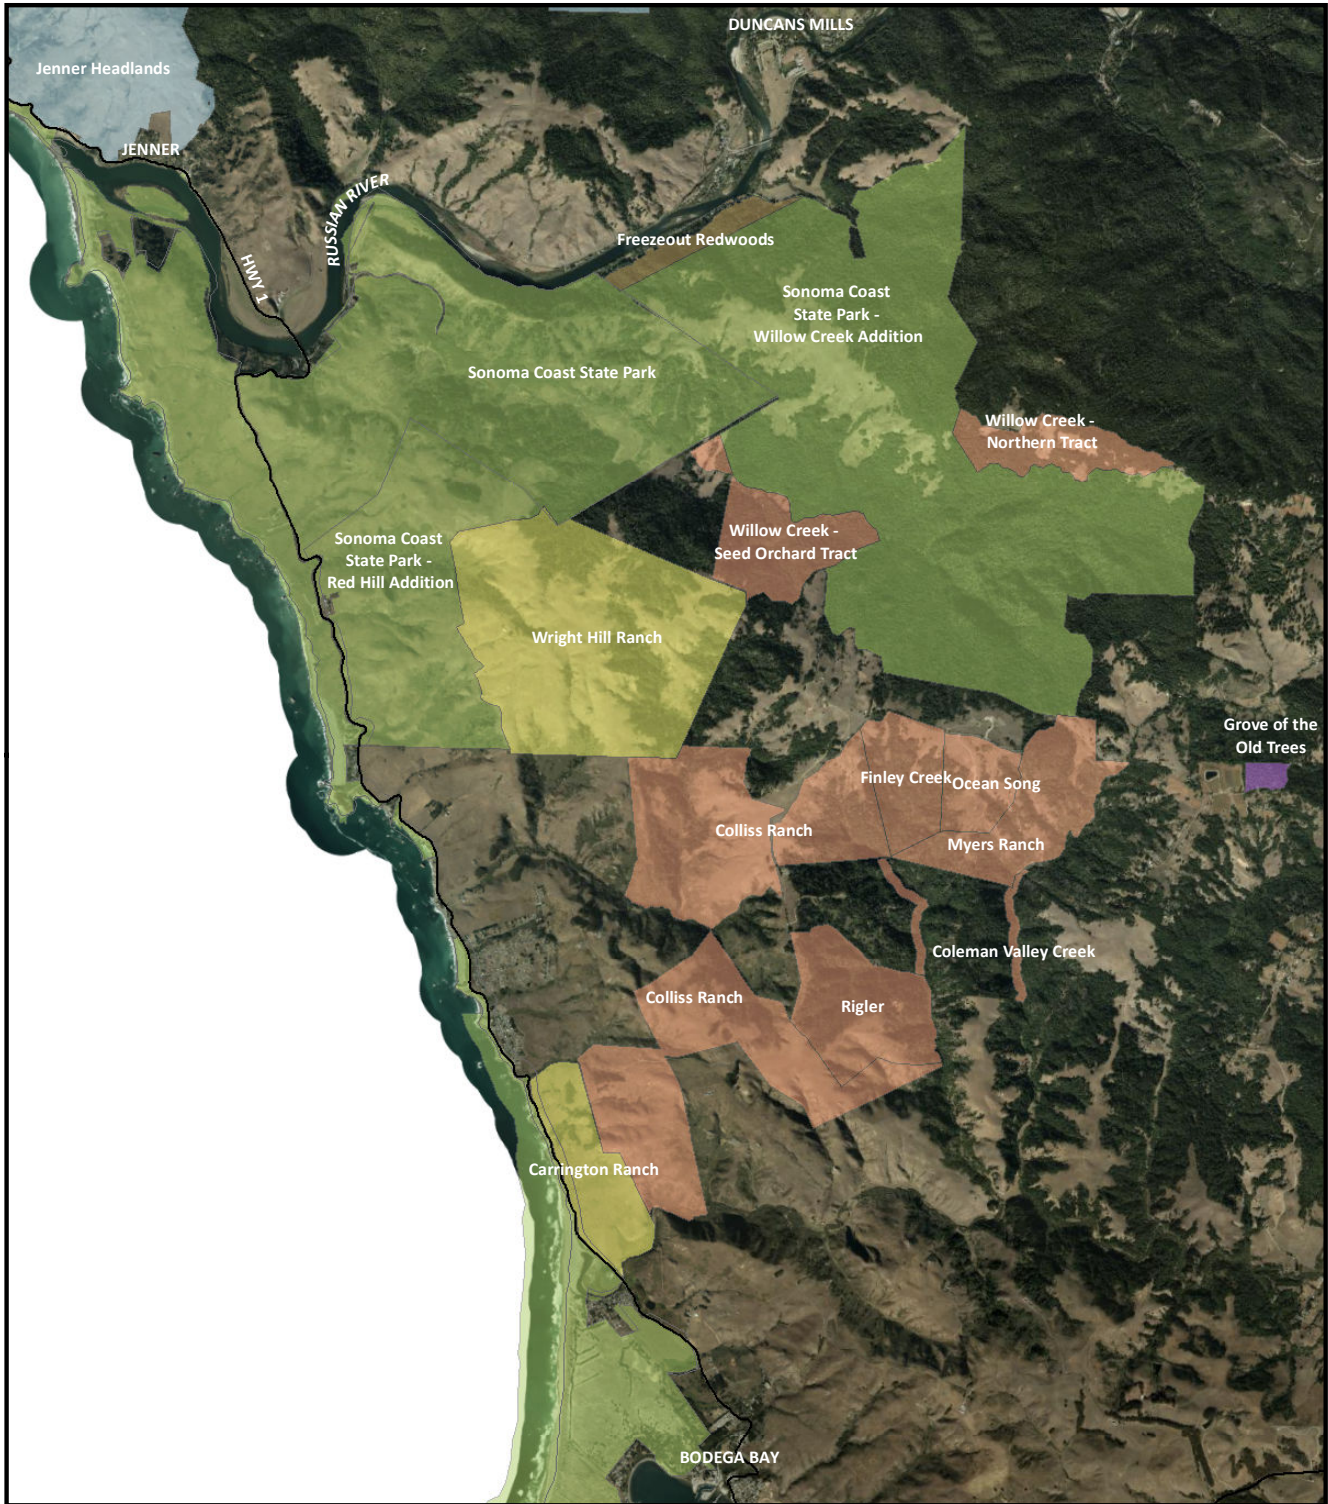 DUNCANS MILLS
Jenner Headlands
JENNER
RUSSIAN RIVER
HWY 1
Freezeout Redwoods
Sonoma Coast
State Park -
Willow Creek Addition
Sonoma Coast State Park
Willow Creek -
Northern Tract
Willow Creek -
Seed Orchard Tract
Sonoma Coast
State Park -
Red Hill Addition
Wright Hill Ranch
Grove of the
Old Trees
Finley Creek
Ocean Song
Colliss Ranch
Myers Ranch
Coleman Valley Creek
Colliss Ranch
Rigler
Carrington Ranch
BODEGA BAY